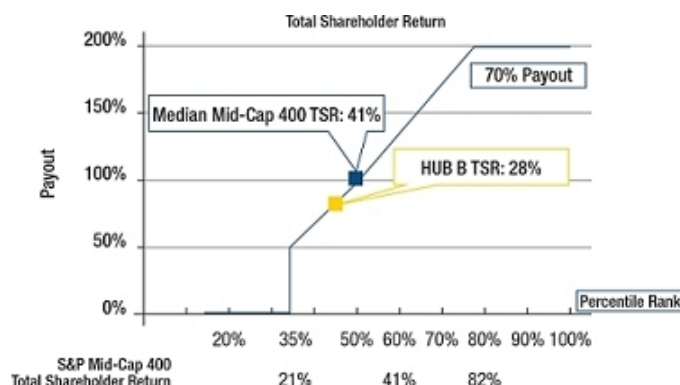 Total Shareholder Return
200%
70% Payout
150%
Median Mid-Cap 400 TSR: 41%
HUB B TSR: 28%
100%
Payout
50%
0%
Percentile Rank
20% 35% 50% 60% 70% 80% 90% 100%
S&P Mid-Cap 400
Total Shareholder Return 21% 41% 82%